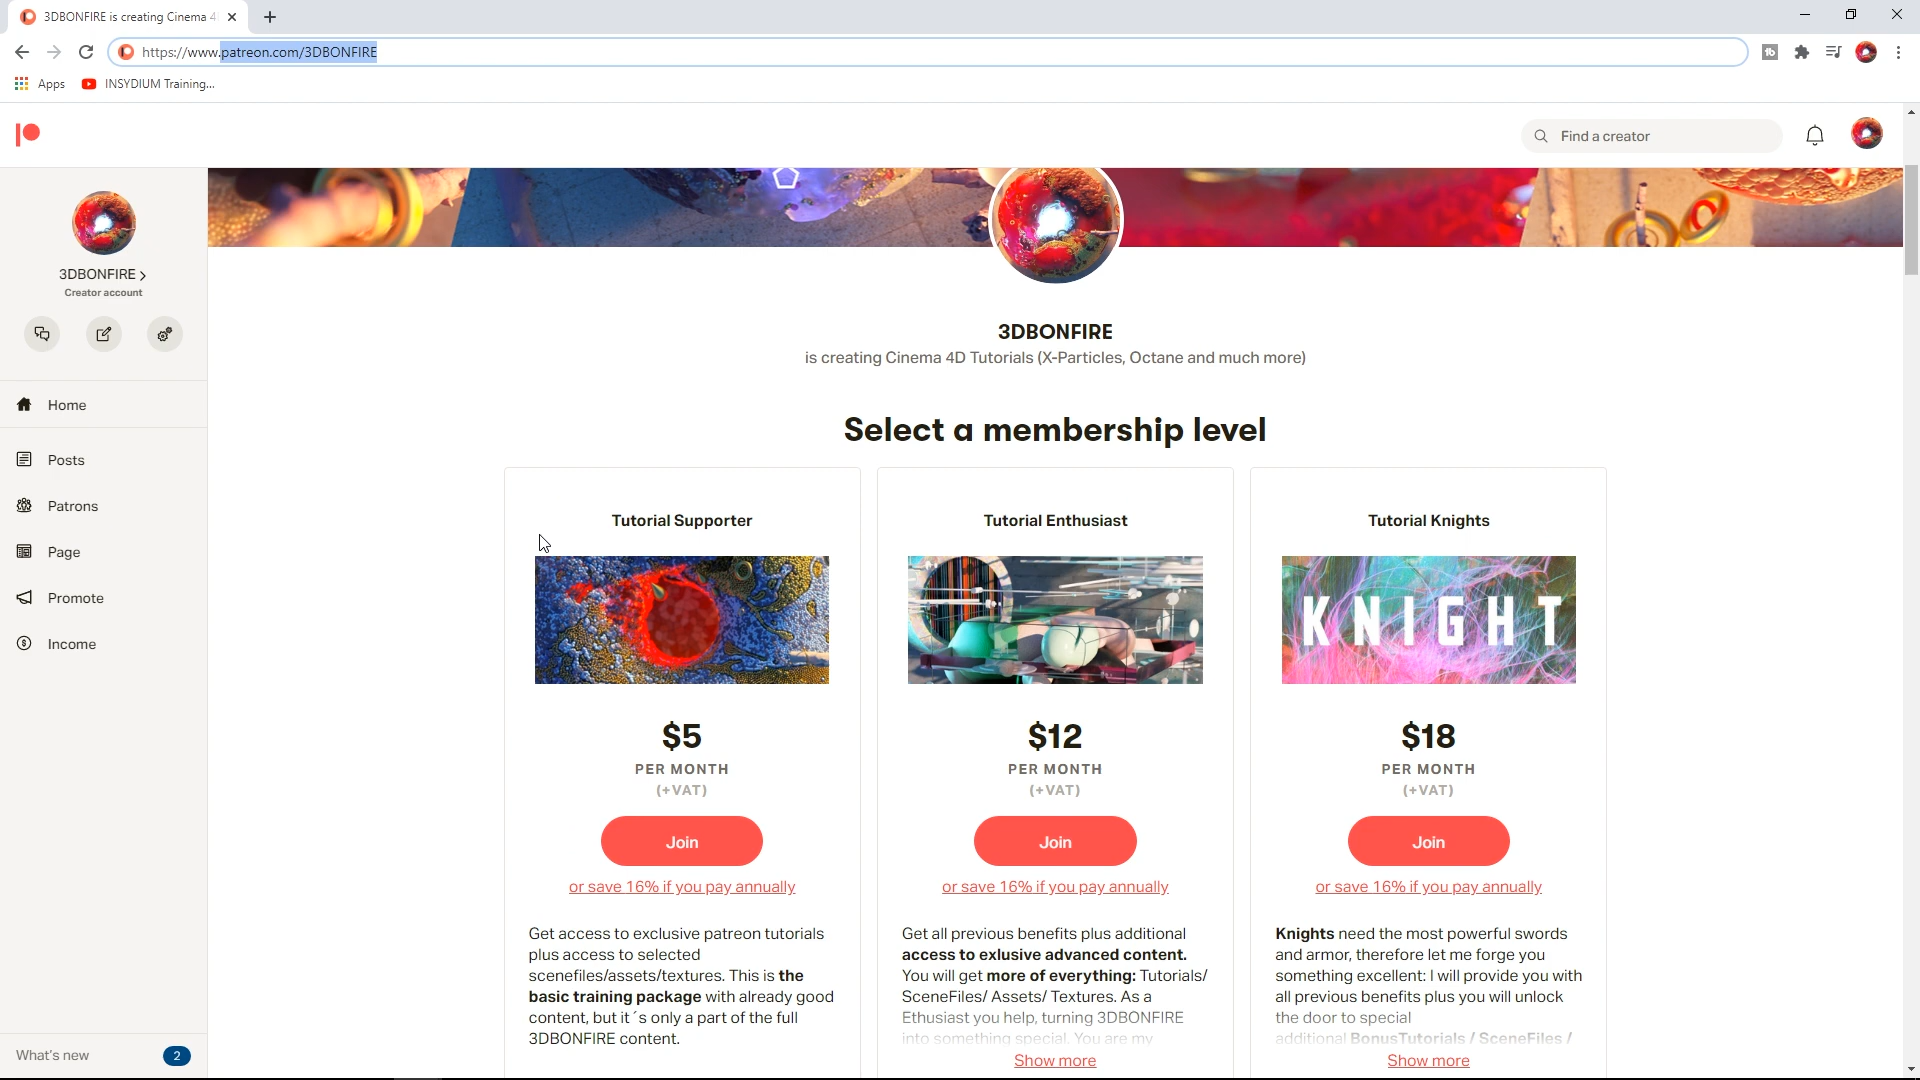 3DBONFIRE is creating Cinema 4
https://www.patreon.com/3DBONFIRE
Apps
INSYDIUM Training...
Find a creator
3DBONFIRE
Creator account
Home
Posts
Patrons
Page
Promote
Income
What's new
2
3DBONFIRE
is creating Cinema 4D Tutorials (X-Particles, Octane and much more)
Select a membership level
Tutorial Supporter
$5
PER MONTH
(+VAT)
Join
or save 16% if you pay annually
Get access to exclusive patreon tutorials
plus access to selected
scenefiles/assets/textures. This is the
basic training package with already good
content, but it´s only a part of the full
3DBONFIRE content.
Tutorial Enthusiast
$12
PER MONTH
(+VAT)
Join
or save 16% if you pay annually
Get all previous benefits plus additional
access to exlusive advanced content.
You will get more of everything: Tutorials/
SceneFiles/ Assets/ Textures. As a
Ethusiast you help, turning 3DBONFIRE
into something special. You are my
Show more
Tutorial Knights
KNIGHT
$18
PER MONTH
(+VAT)
Join
or save 16% if you pay annually
Knights need the most powerful swords
and armor, therefore let me forge you
something excellent: I will provide you with
all previous benefits plus you will unlock
the door to special
additional BonusTutorials / SceneFiles /
Show more